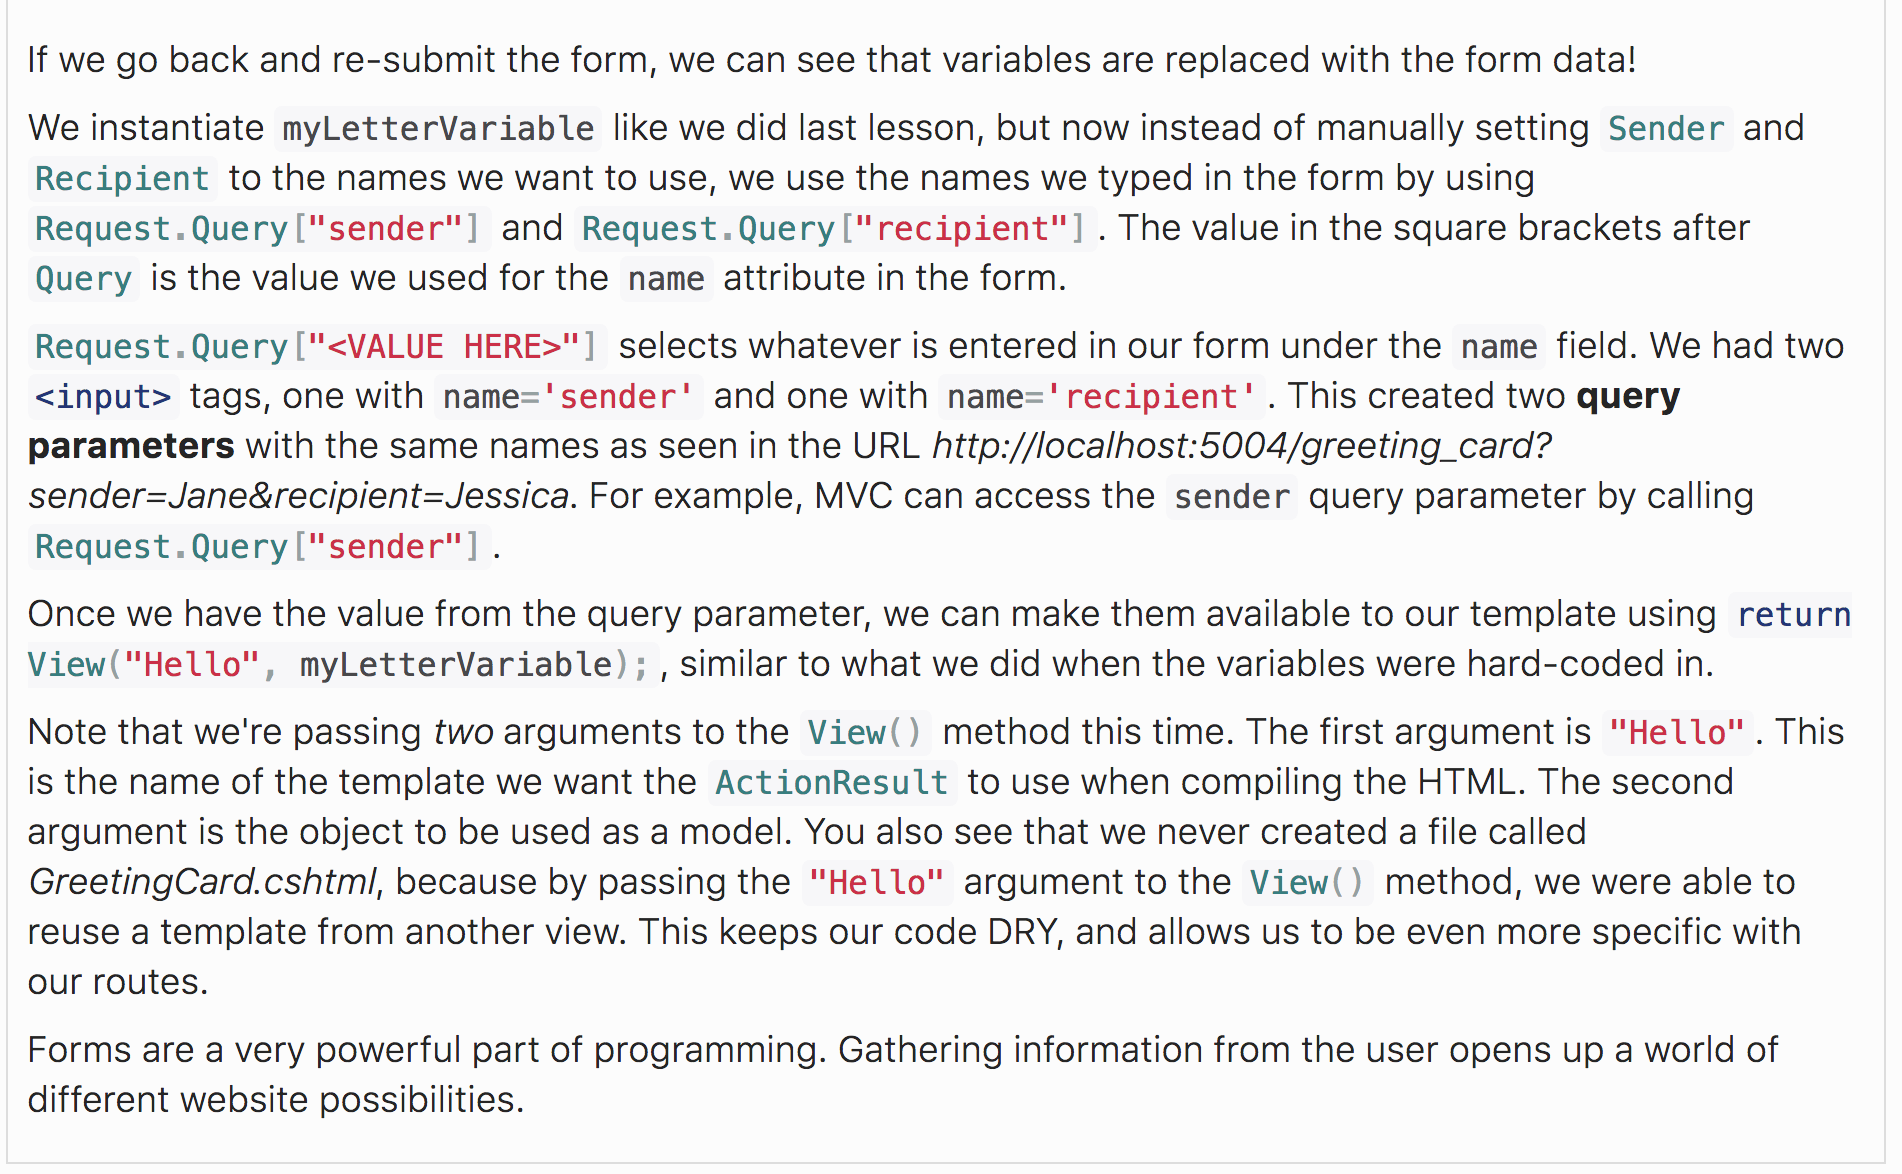 If we go back and re-submit the form, we can see that variables are replaced with the form data!
We instantiate myLetterVariable like we did last lesson, but now instead of manually setting Sender and
Recipient to the names we want to use, we use the names we typed in the form by using
Request.Query["sender"] and Request.Query["recipient"]. The value in the square brackets after
Query is the value we used for the name attribute in the form.
Request.Query["<VALUE HERE>"] selects whatever is entered in our form under the name field. We had two
<input> tags, one with name='sender' and one with name='recipient'. This created two query
parameters with the same names as seen in the URL http://localhost:5004/greeting_card?
sender=Jane&recipient=Jessica. For example, MVC can access the sender query parameter by calling
Request.Query["sender"].
Once we have the value from the query parameter, we can make them available to our template using return
View("Hello", myLetterVariable);, similar to what we did when the variables were hard-coded in.
Note that we're passing two arguments to the View() method this time. The first argument is "Hello". This
is the name of the template we want the ActionResult to use when compiling the HTML. The second
argument is the object to be used as a model. You also see that we never created a file called
GreetingCard.cshtml, because by passing the "Hello" argument to the View() method, we were able to
reuse a template from another view. This keeps our code DRY, and allows us to be even more specific with
our routes.
Forms are a very powerful part of programming. Gathering information from the user opens up a world of
different website possibilities.